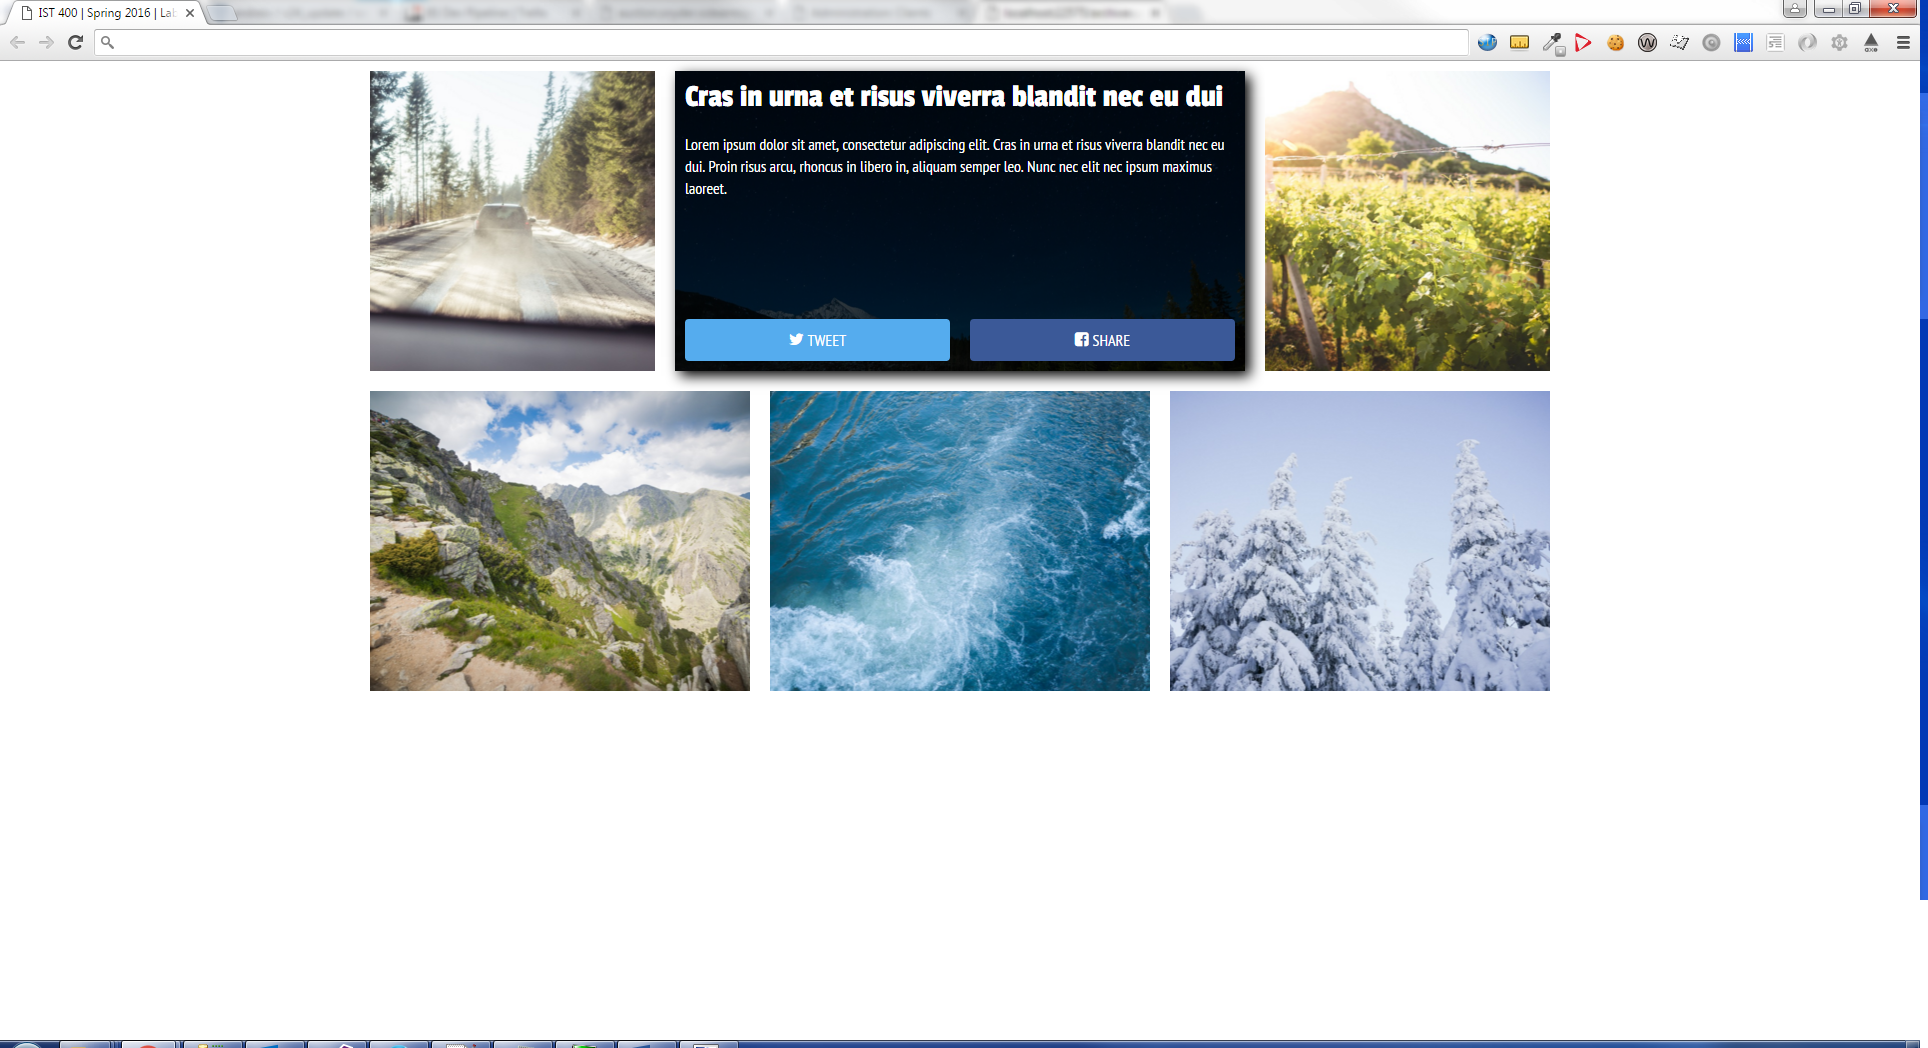 IST 400 | Spring 2016 | La
Cras in urna et risus viverra blandit nec eu dui
Lorem ipsum dolor sit amet, consectetur adipiscing elit. Cras in urna et risus viverra blandit nec eu
dui. Proin risus arcu, rhoncus in libero in, aliquam semper leo. Nunc nec elit nec ipsum maximus
laoreet.
TWEET
SHARE